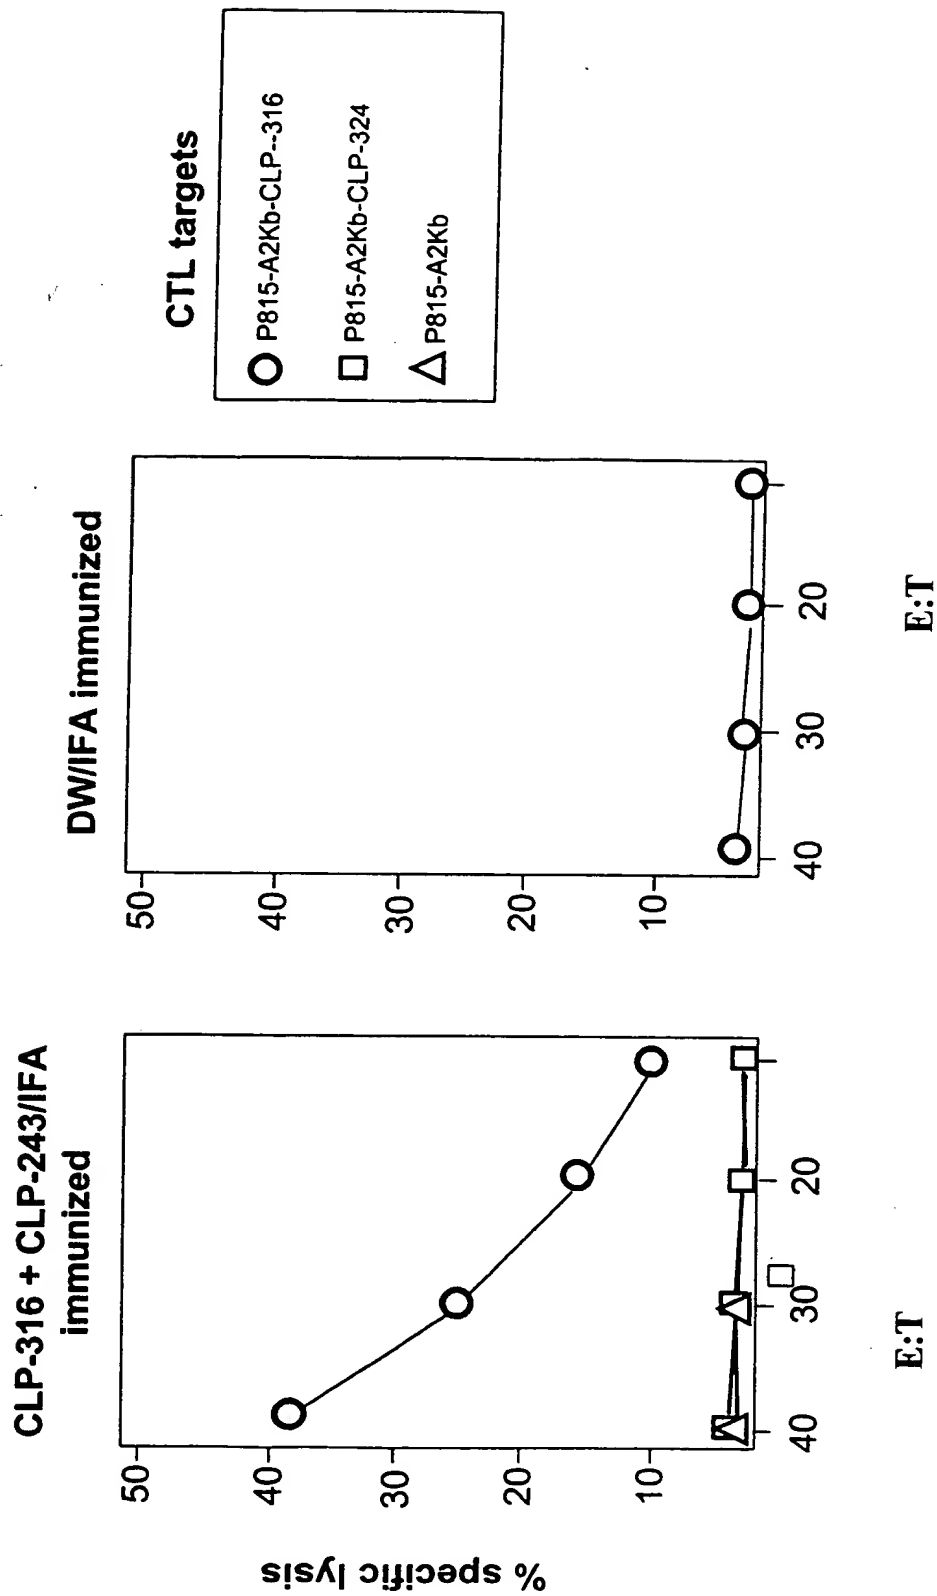 CLP-316 + CLP-243/IFA
immunized
% specific lysis
50
40
30
20
10
40
30
20
E:T
DW/IFA immunized
50
40
30
20
10
40
30
20
E:T
CTL targets
P815-A2Kb-CLP--316
P815-A2Kb-CLP-324
P815-A2Kb